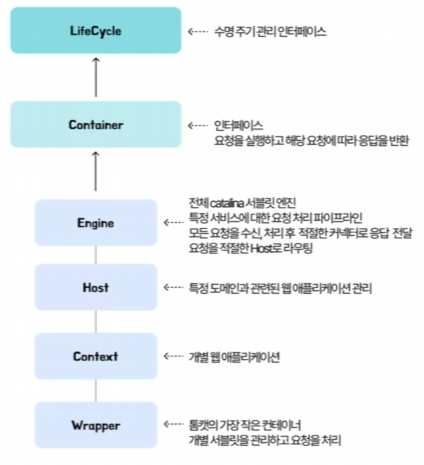 LifeCycle
수명 주기 관리 인터페이스
Container
인터페이스
요청을 실행하고 해당 요청에 따라 응답을 반환
Engine
전체 catalina 서블릿 엔진
특정 서비스에 대한 요청 처리 파이프라인
모든 요청을 수신, 처리 후 적절한 커넥터로 응답 전달
요청을 적절한 Host로 라우팅
Host
특정 도메인과 관련된 웹 애플리케이션 관리
Context
개별 웹 애플리케이션
Wrapper
톰캣의 가장 작은 컨테이너
개별 서블릿을 관리하고 요청을 처리